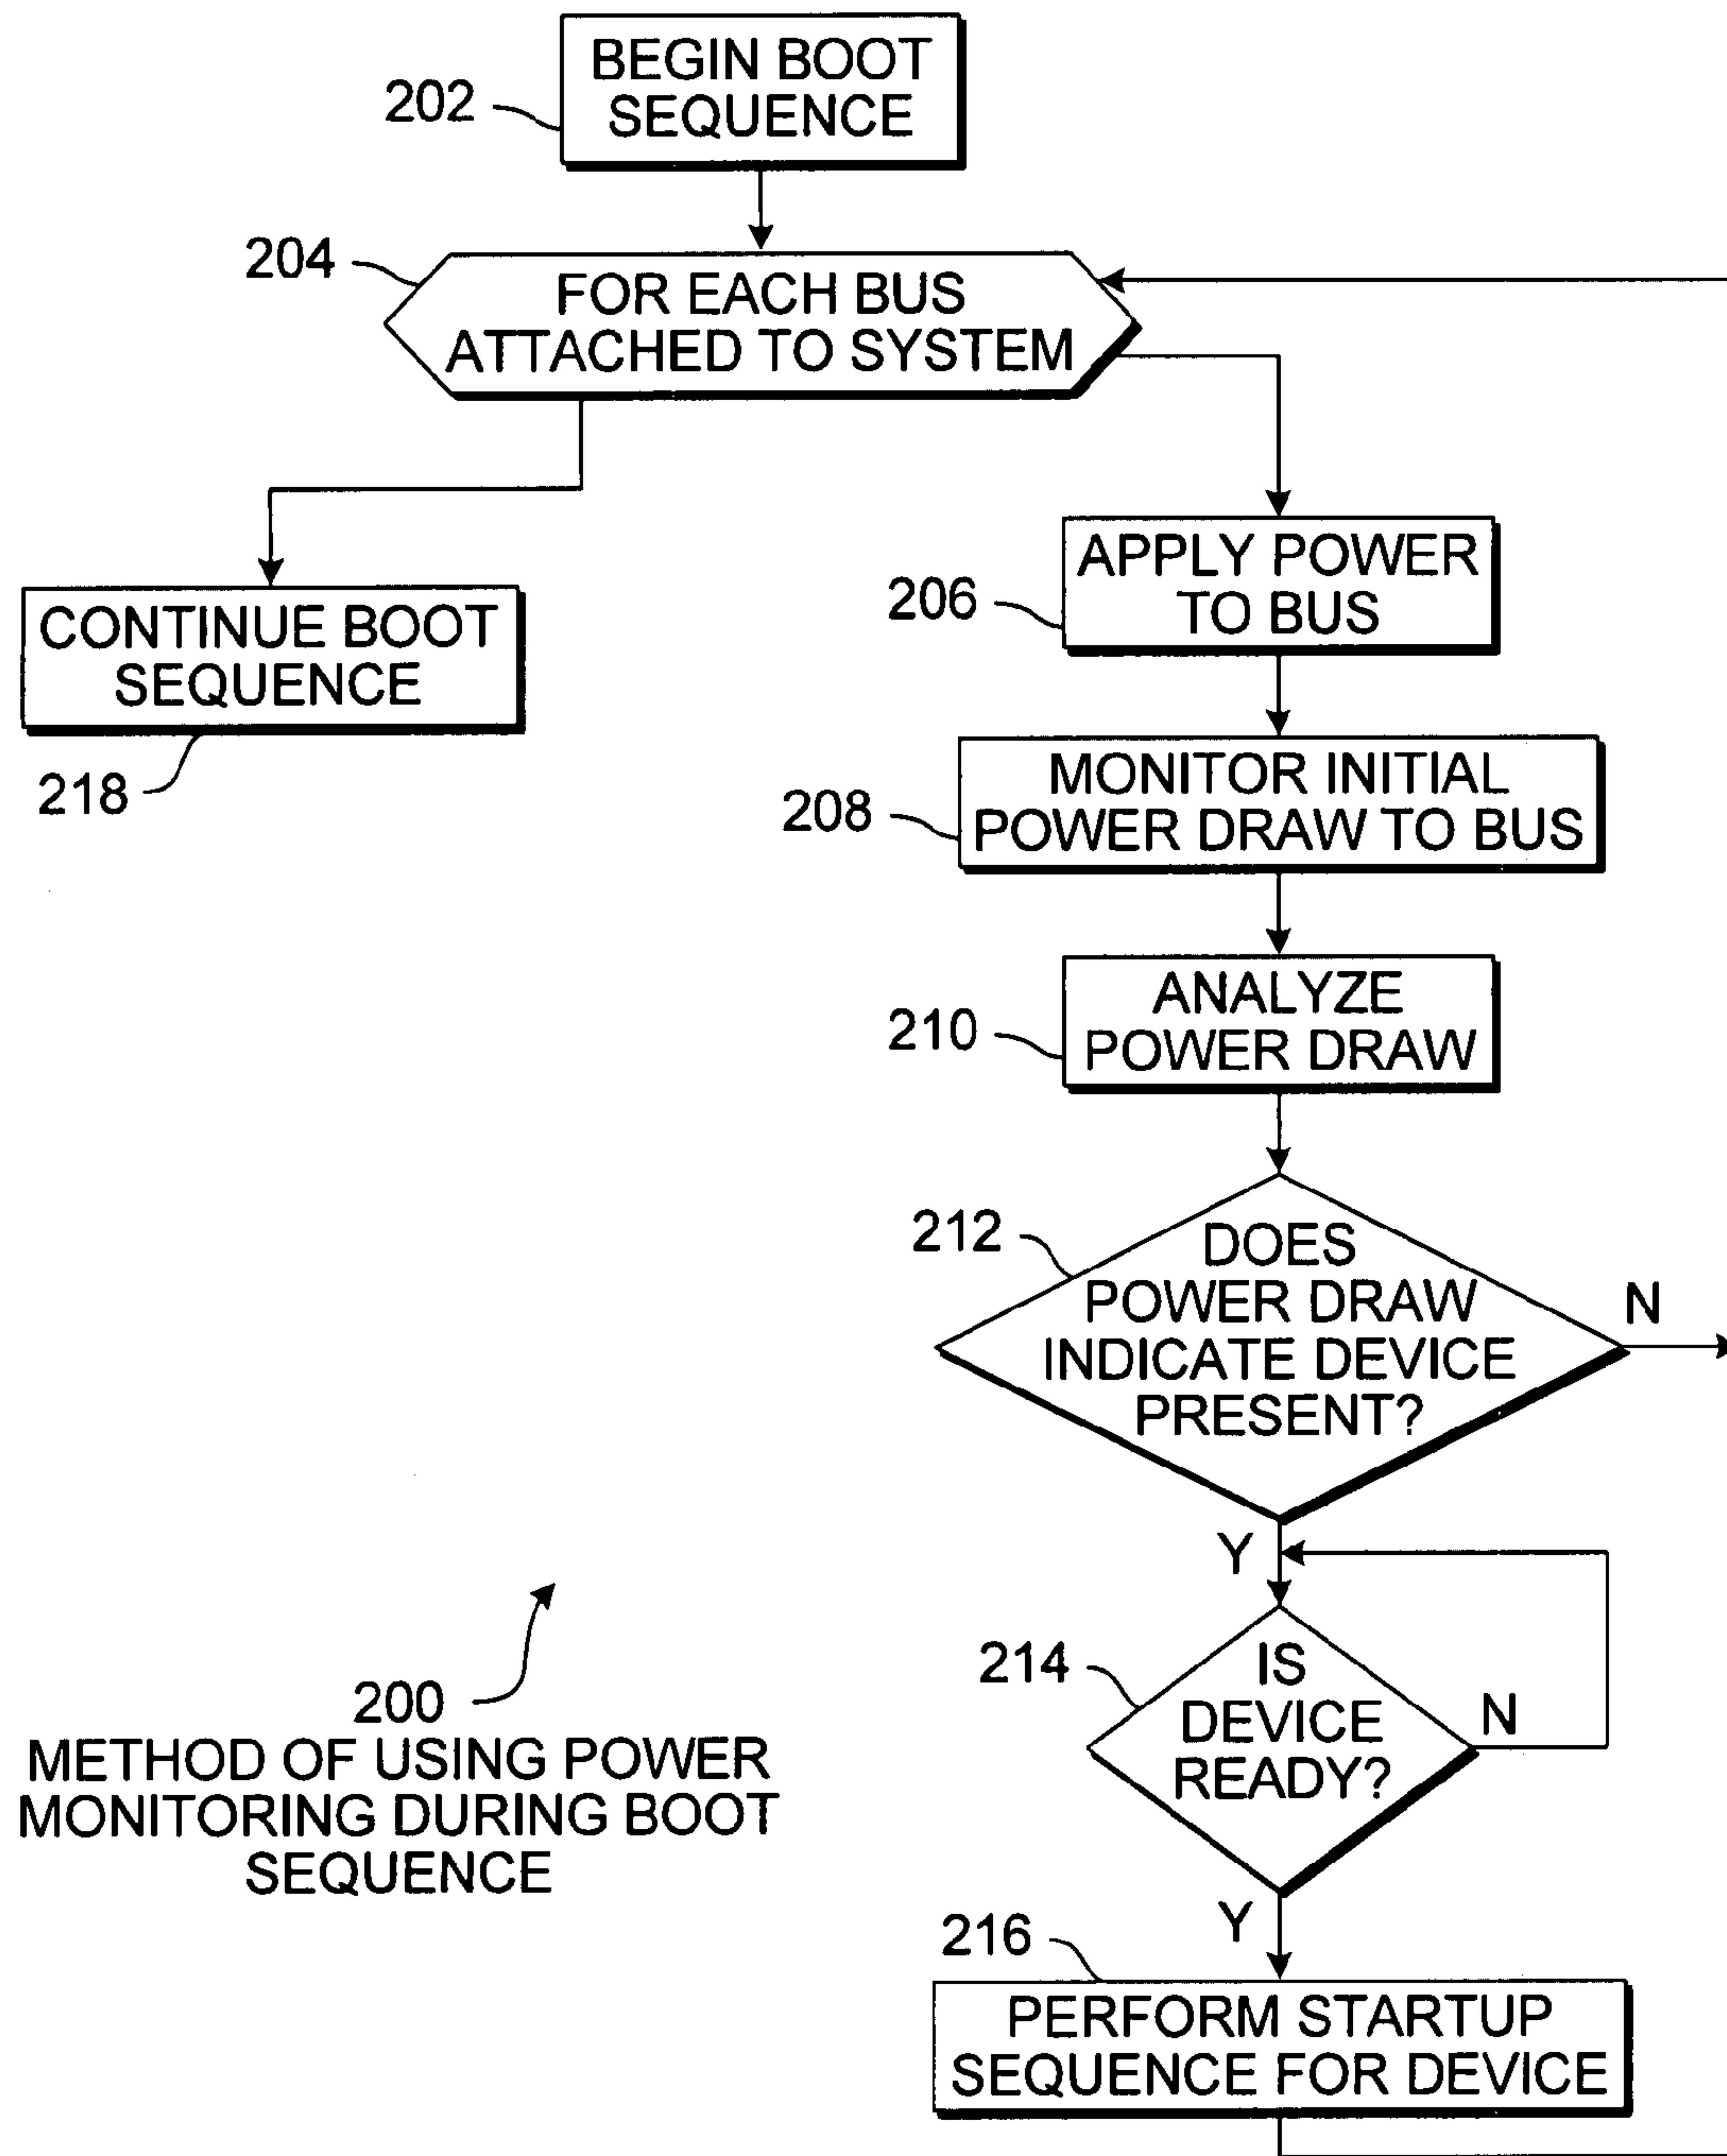 BEGIN BOOT
SEQUENCE
202
204
FOR EACH BUS
ATTACHED TO SYSTEM
CONTINUE BOOT
SEQUENCE
218
APPLY POWER
TO BUS
206
MONITOR INITIAL
POWER DRAW TO BUS
208
ANALYZE
POWER DRAW
210
212
DOES
POWER DRAW
INDICATE DEVICE
PRESENT?
N
Y
214
IS
DEVICE
READY?
N
Y
216
PERFORM STARTUP
SEQUENCE FOR DEVICE
200
METHOD OF USING POWER
MONITORING DURING BOOT
SEQUENCE